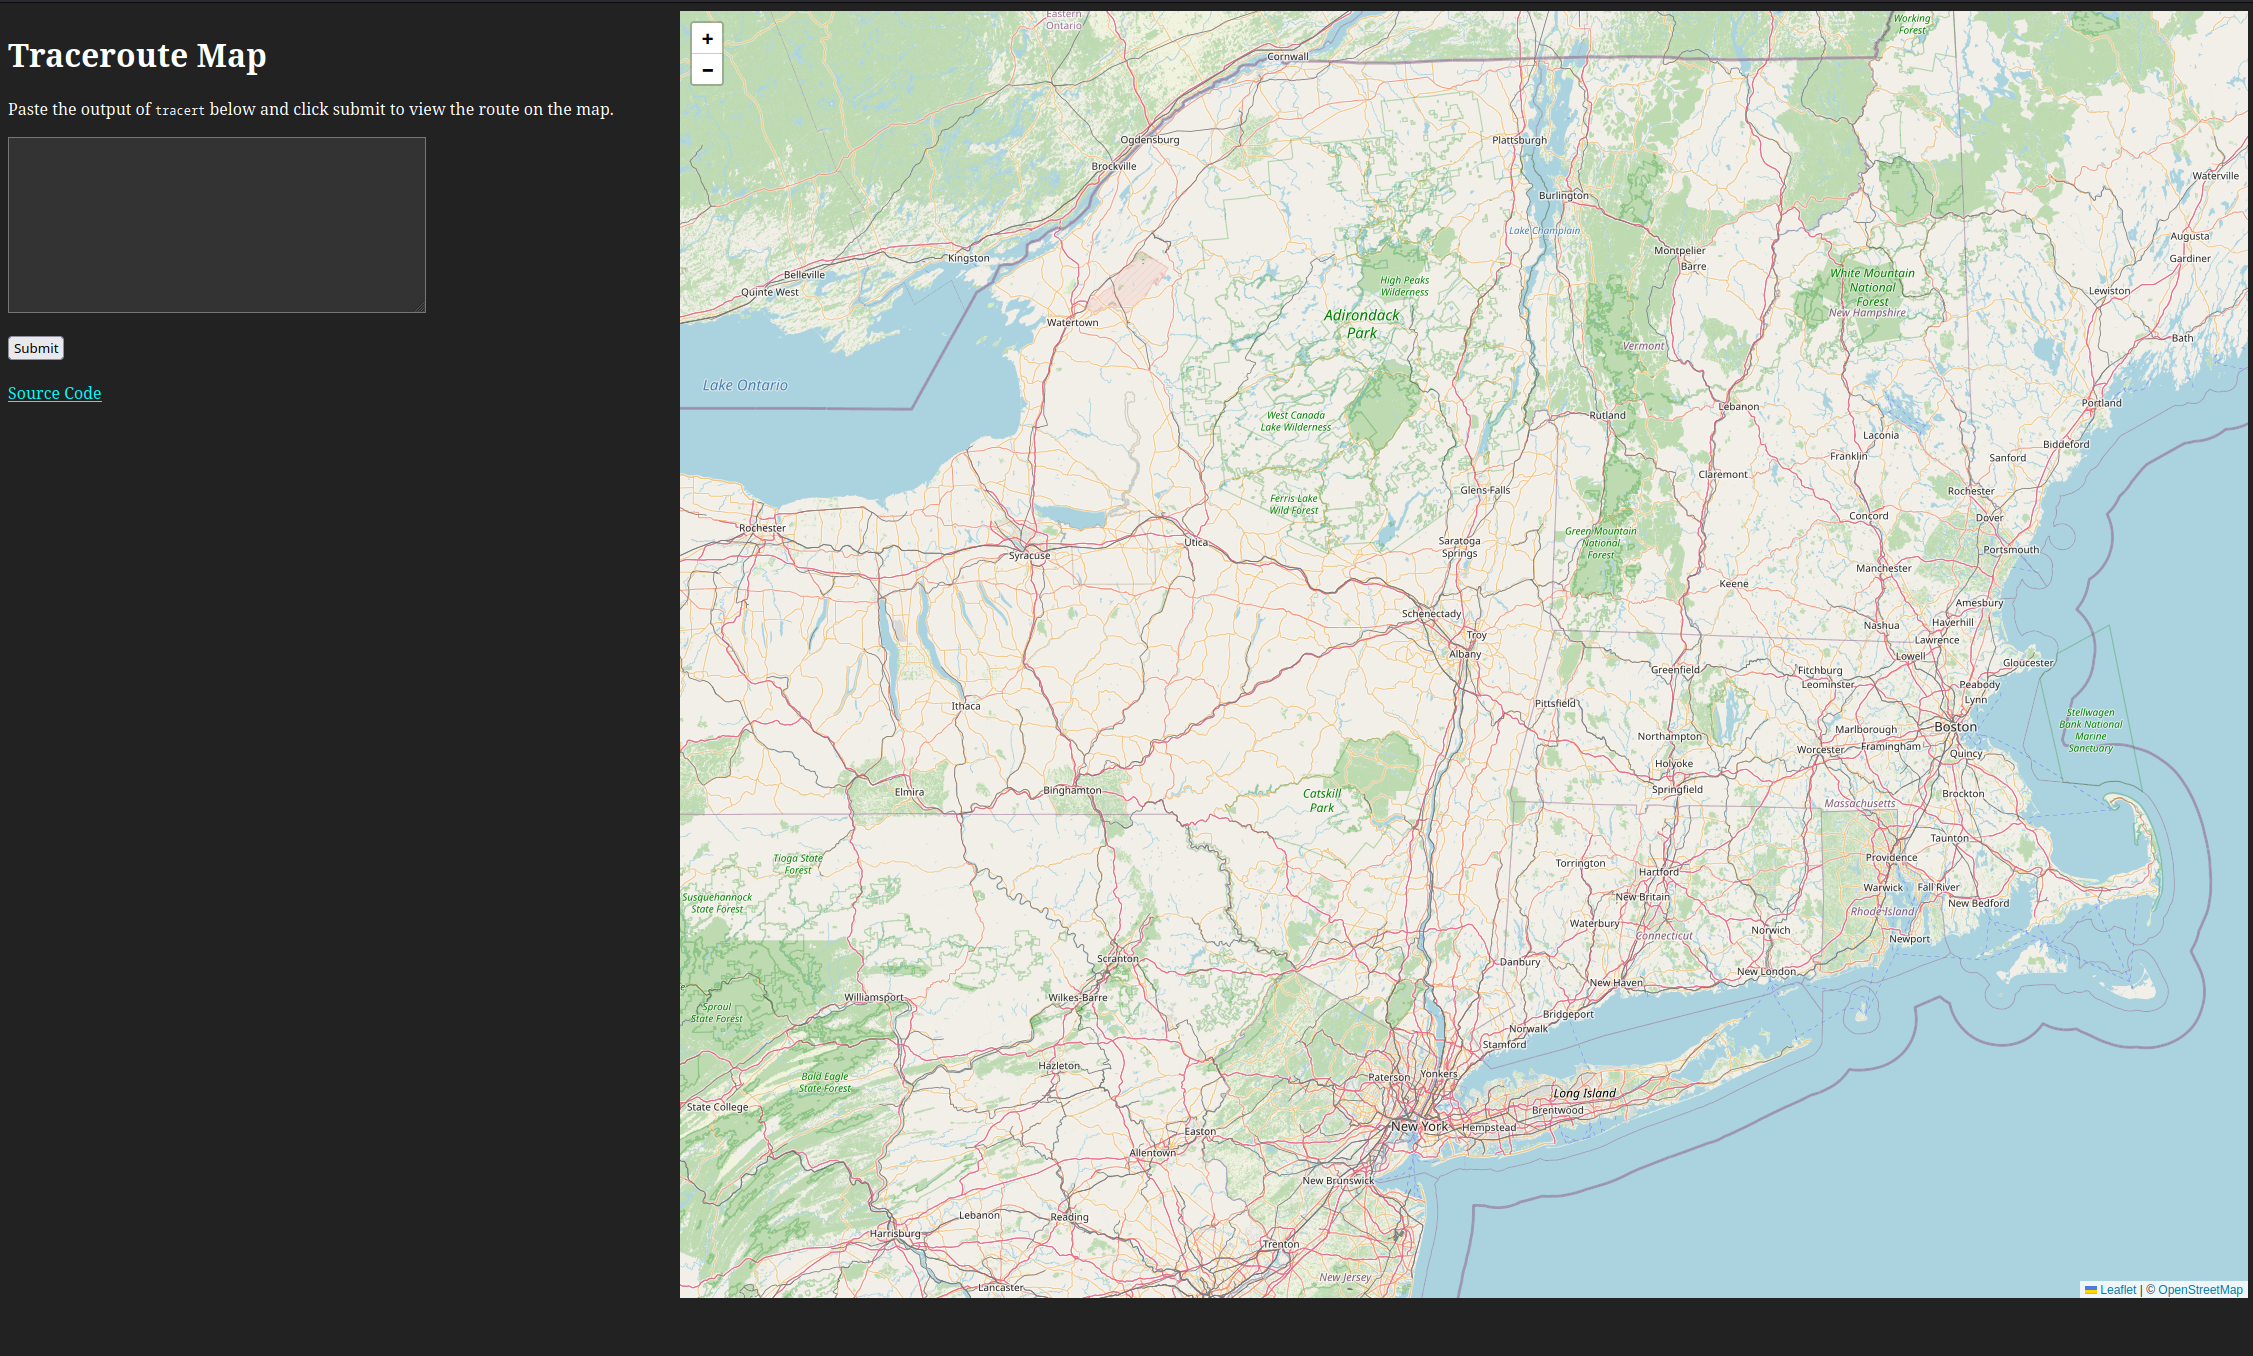 Traceroute Map
Paste the output of tracert below and click submit to view the route on the map.
Submit
Source Code
+
−
Eastern
Ontario
Working
Forest
Cornwall
Ogdensburg
Plattsburgh
Brockville
Waterville
Burlington
Lake Champlain
Augusta
Montpelier
Kingston
Gardiner
Barre
Belleville
White Mountain
National
Forest
High Peaks
Wilderness
Quinte West
Lewiston
New Hampshire
Adirondack
Park
Watertown
Bath
Vermont
Lake Ontario
Portland
Lebanon
West Canada
Lake Wilderness
Rutland
Laconia
Biddeford
Franklin
Sanford
Claremont
Glens Falls
Rochester
Ferris Lake
Wild Forest
Concord
Dover
Rochester
Green Mountain
National
Forest
Utica
Saratoga
Springs
Syracuse
Portsmouth
Manchester
Keene
Amesbury
Schenectady
Haverhill
Nashua
Troy
Lawrence
Albany
Lowell
Gloucester
Greenfield
Fitchburg
Leominster
Peabody
Lynn
Pittsfield
Ithaca
Stellwagen
Bank National
Marine
Sanctuary
Boston
Marlborough
Northampton
Worcester
Framingham
Quincy
Holyoke
Springfield
Elmira
Binghamton
Catskill
Park
Brockton
Massachusetts
Taunton
Tioga State
Forest
Providence
Torrington
Hartford
Warwick
Fall River
New Britain
Susquehannock
State Forest
New Bedford
Rhode Island
Waterbury
Connecticut
Norwich
Newport
Scranton
Danbury
New London
New Haven
Williamsport
Wilkes-Barre
Sproul
State Forest
Bridgeport
Norwalk
Stamford
Hazleton
Bald Eagle
State Forest
Paterson
Yonkers
Long Island
State College
Brentwood
New York
Hempstead
Easton
Allentown
New Brunswick
Lebanon
Reading
Harrisburg
Trenton
New Jersey
Lancaster
Leaflet | © OpenStreetMap